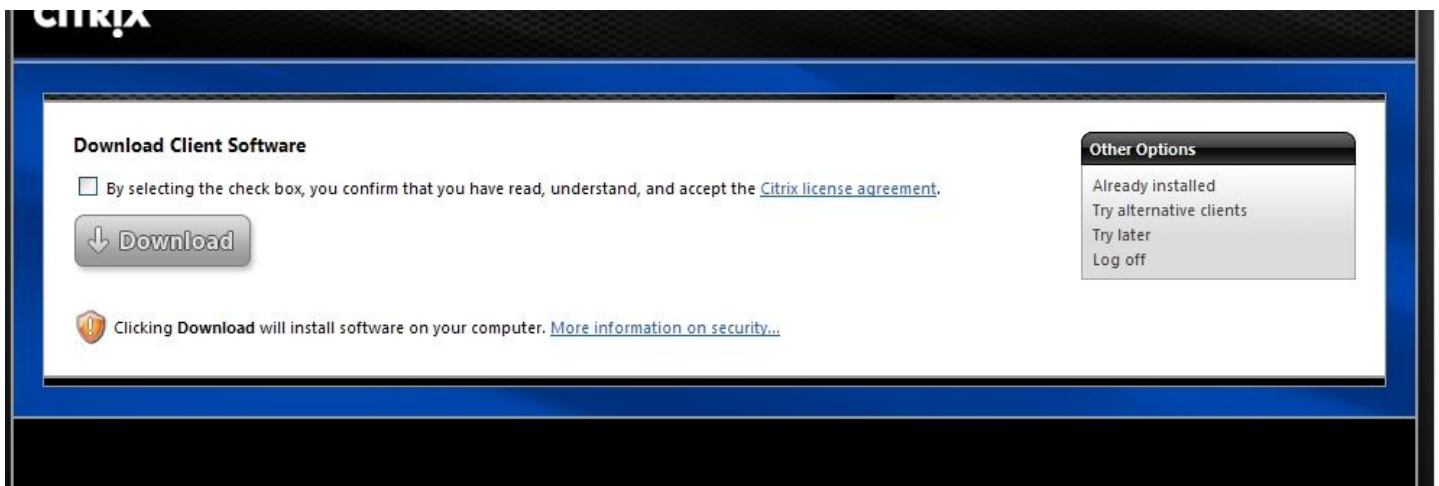 CITRIX
Download Client Software
By selecting the check box, you confirm that you have read, understand, and accept the Citrix license agreement.
Download
Clicking Download will install software on your computer. More information on security...
Other Options
Already installed
Try alternative clients
Try later
Log off